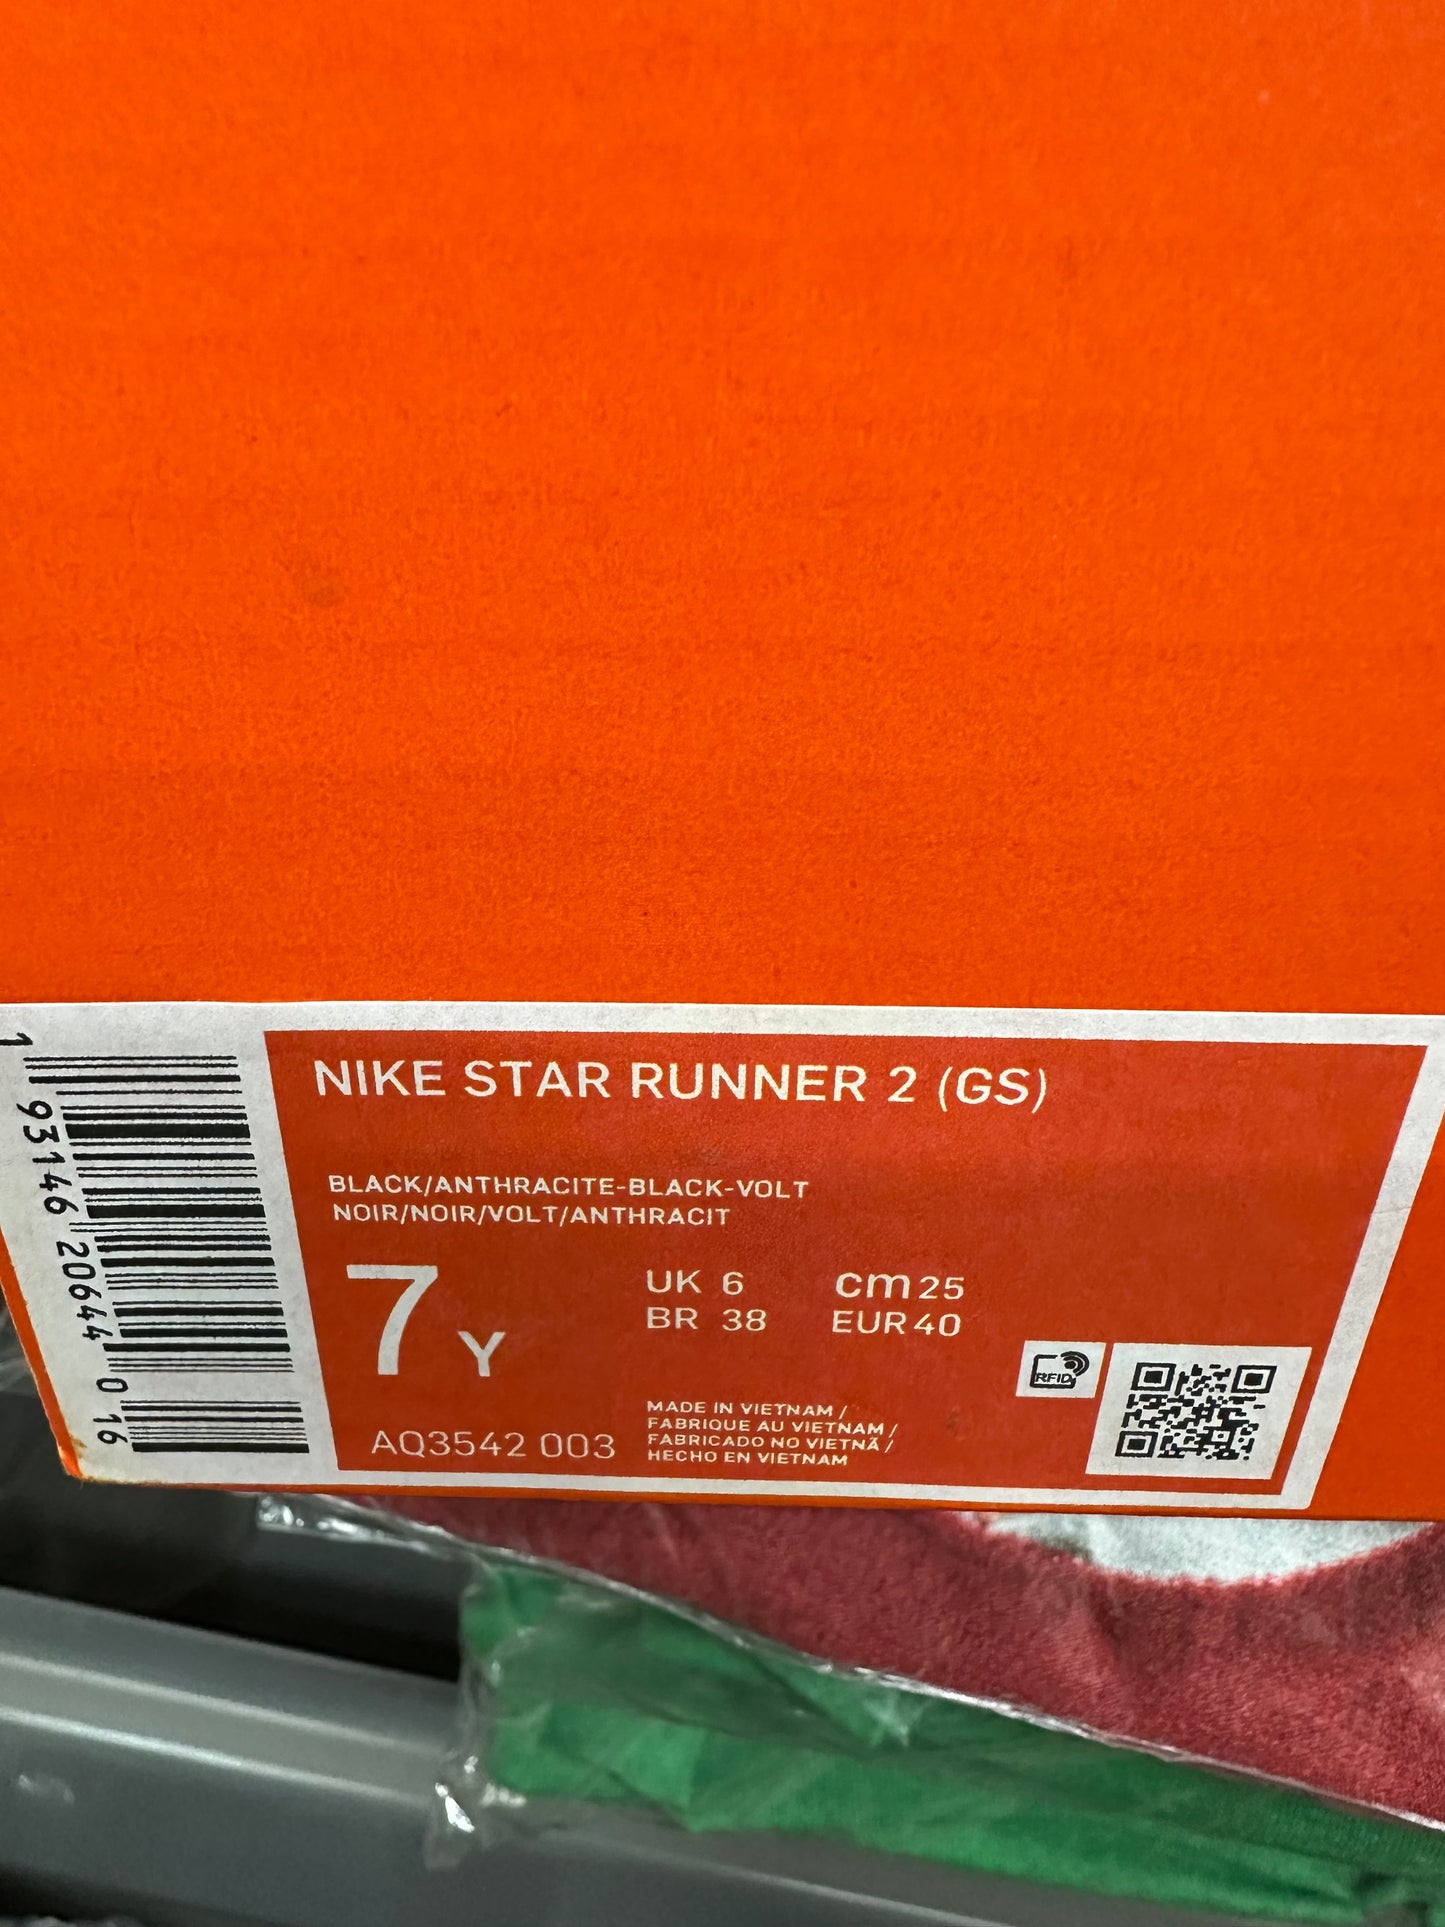 NIKE STAR RUNNER 2 (GS)
BLACK/ANTHRACITE-BLACK-VOLT
NOIR/NOIR/VOLT/ANTHRACIT
7 Y
UK 6 cm 25
BR 38 EUR 40
AQ3542 003
MADE IN VIETNAM /
FABRIQUE AU VIETNAM /
FABRICADO NO VIETNÃ /
HECHO EN VIETNAM
RFID
1 93146 20644 0 16